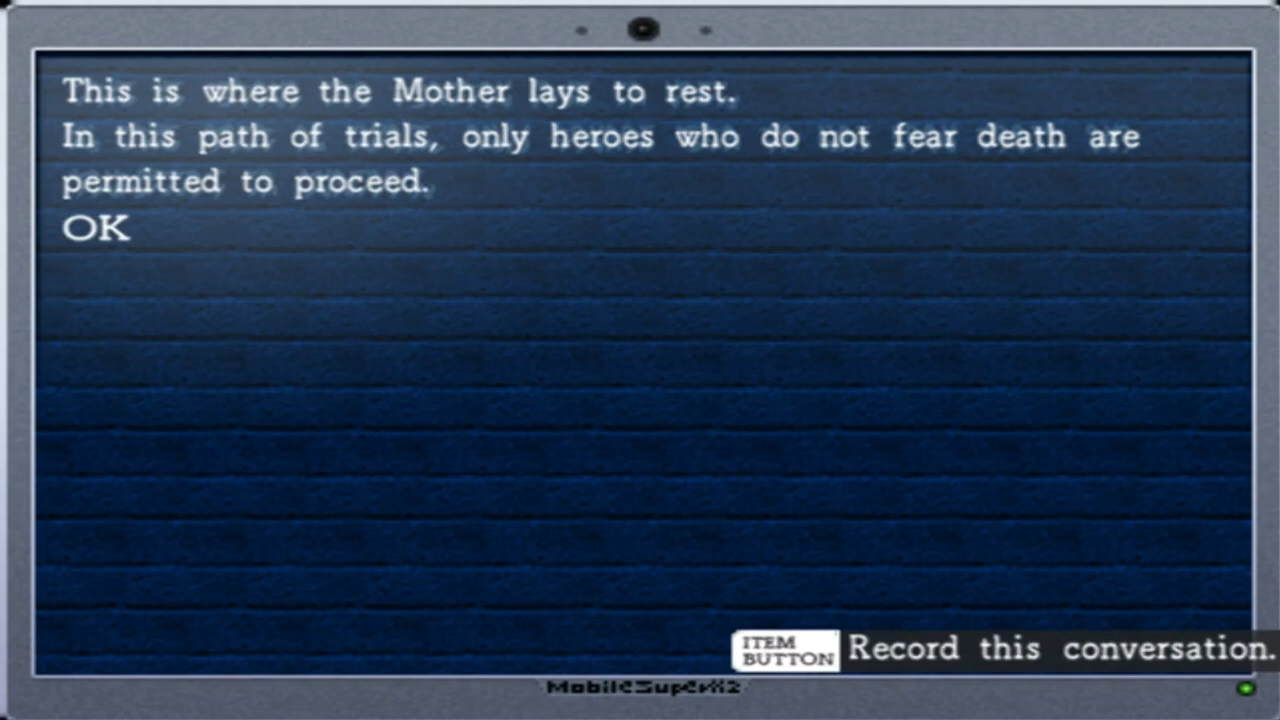 This is where the Mother lays to rest.
In this path of trials, only heroes who do not fear death are
permitted to proceed.
OK
ITEM
BUTTON
Record this conversation.
MobileSuperX2